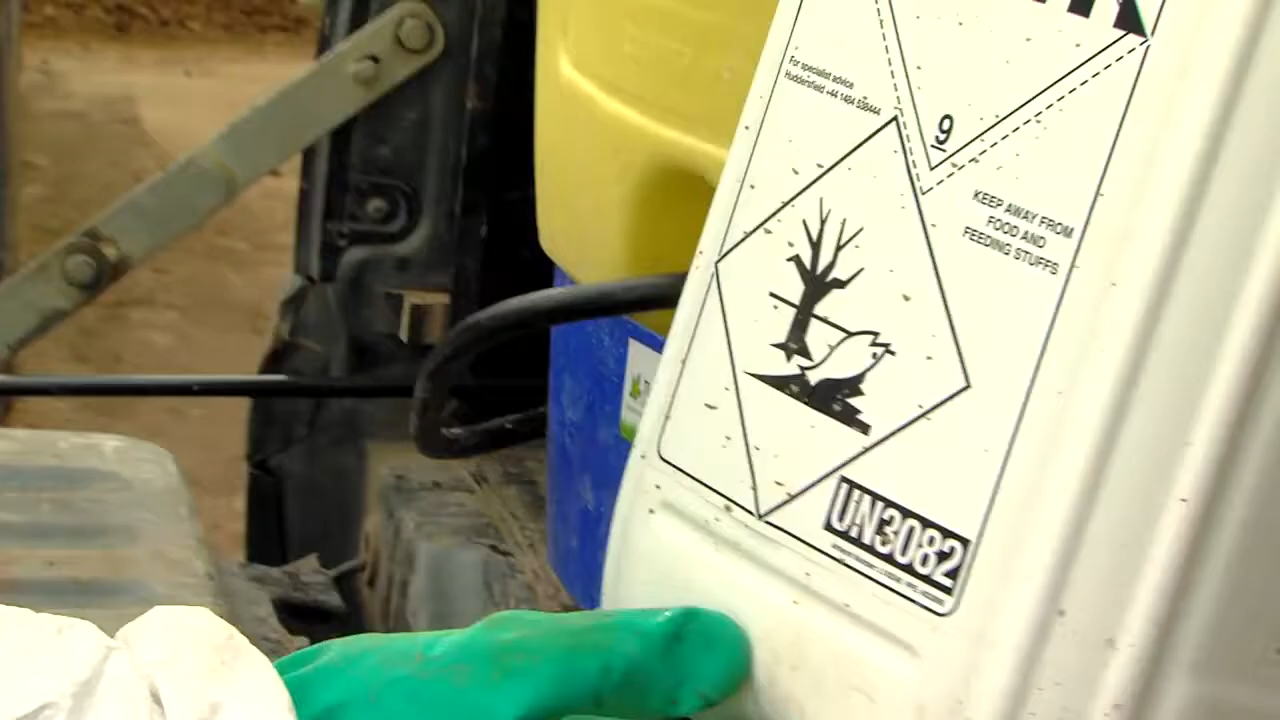 For specialist advice
Huddersfield +44 1484 538444
9
KEEP AWAY FROM
FOOD AND
FEEDING STUFFS
UN3082